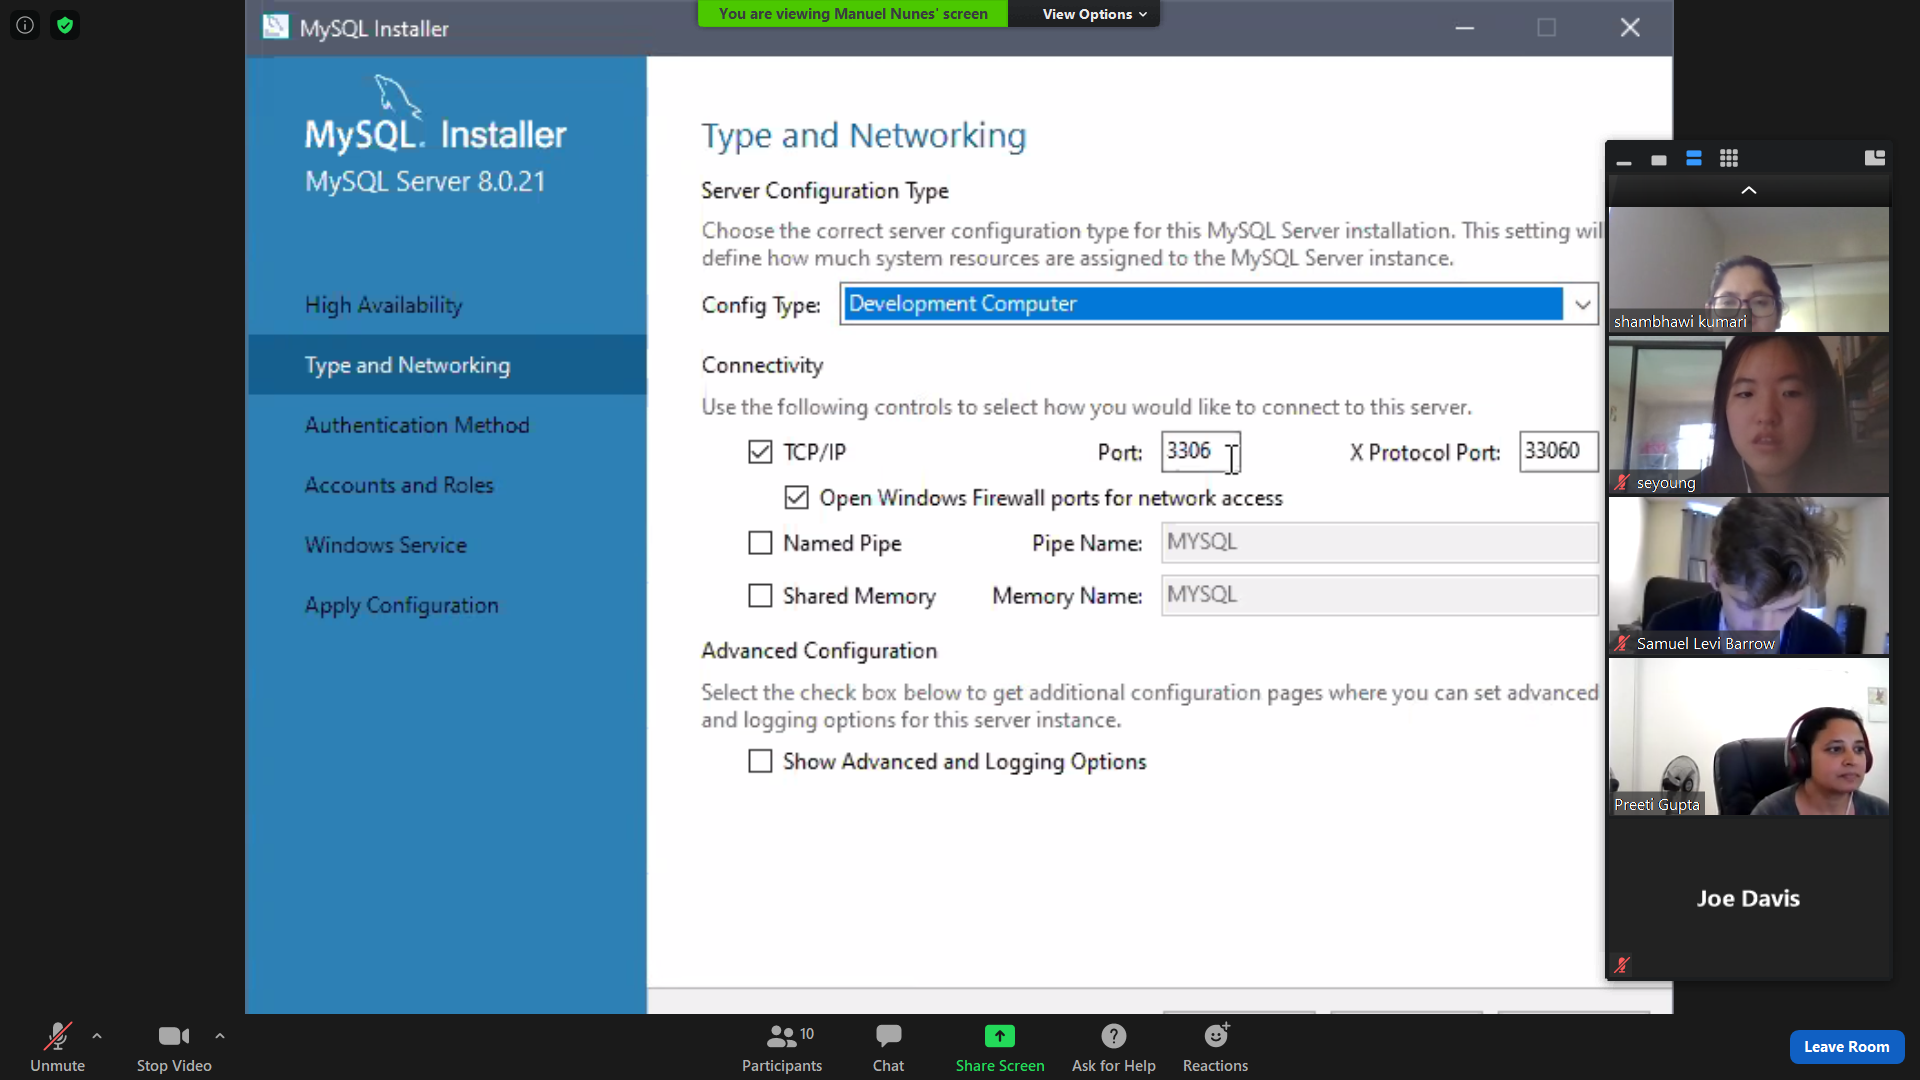 You are viewing Manuel Nunes' screen
View Options
MySQL Installer
MySQL. Installer
MySQL Server 8.0.21
High Availability
Type and Networking
Authentication Method
Accounts and Roles
Windows Service
Apply Configuration
Type and Networking
Server Configuration Type
Choose the correct server configuration type for this MySQL Server installation. This setting will
define how much system resources are assigned to the MySQL Server instance.
Config Type: Development Computer
Connectivity
Use the following controls to select how you would like to connect to this server.
TCP/IP Port: 3306 X Protocol Port: 33060
Open Windows Firewall ports for network access
Named Pipe Pipe Name: MYSQL
Shared Memory Memory Name: MYSQL
Advanced Configuration
Select the check box below to get additional configuration pages where you can set advanced
and logging options for this server instance.
Show Advanced and Logging Options
shambhawi kumari
seyoung
Samuel Levi Barrow
Preeti Gupta
Joe Davis
Unmute
Stop Video
Participants 10
Chat
Share Screen
Ask for Help
Reactions
Leave Room